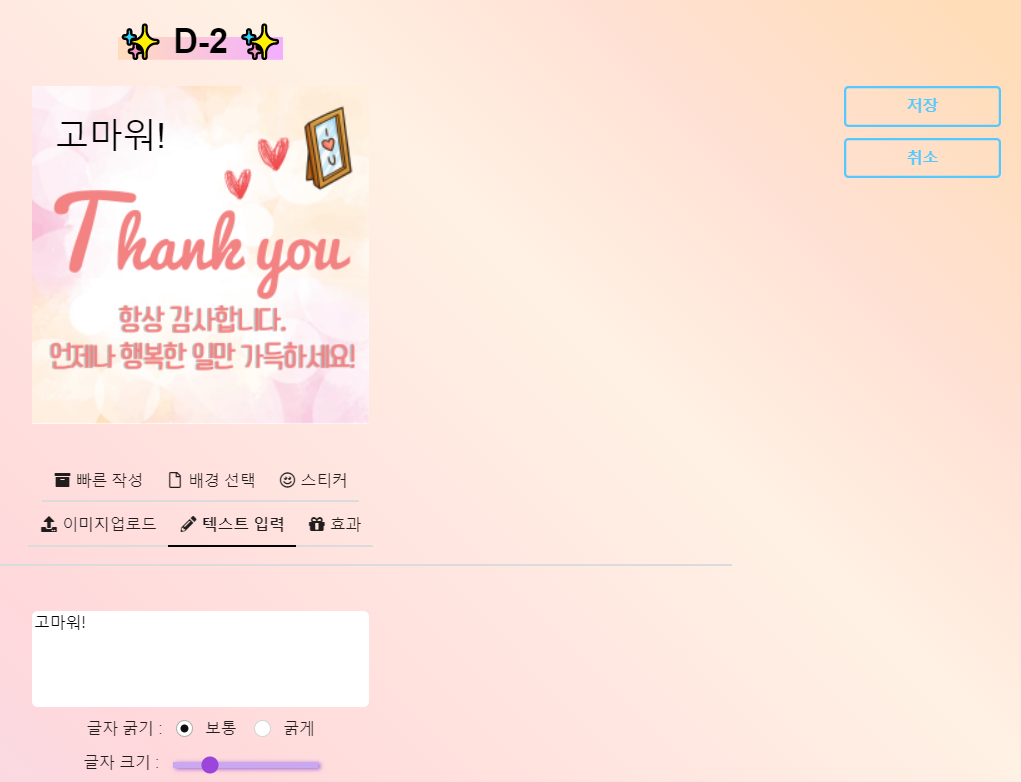 D-2
저장
취소
고마워!
I
U
Thank you
항상 감사합니다.
언제나 행복한 일만 가득하세요!
빠른 작성 배경 선택 스티커
이미지업로드 텍스트 입력 효과
고마워!
글자 굵기 : 보통 굵게
글자 크기 :